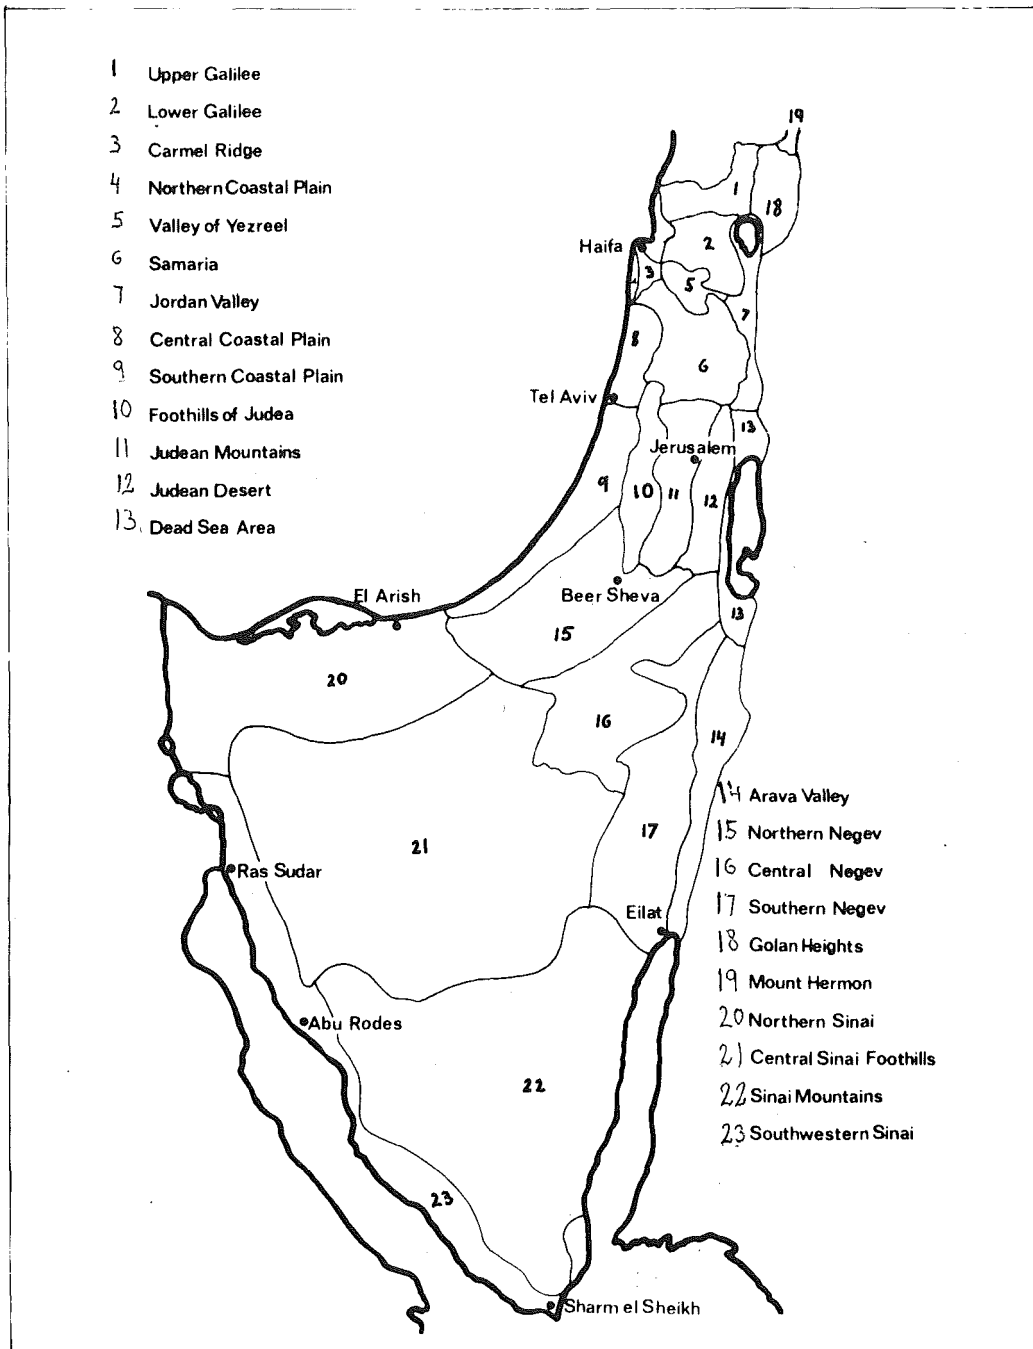 1 Upper Galilee
2 Lower Galilee
3 Carmel Ridge
4 Northern Coastal Plain
5 Valley of Yezreel
6 Samaria
7 Jordan Valley
8 Central Coastal Plain
9 Southern Coastal Plain
10 Foothills of Judea
11 Judean Mountains
12 Judean Desert
13. Dead Sea Area
19
1
18
Haifa
2
3
5
7
8
6
Tel Aviv
13
Jerusalem
9
10
11
12
El Arish
Beer Sheva
13
15
20
16
14
14 Arava Valley
15 Northern Negev
16 Central Negev
17 Southern Negev
18 Golan Heights
19 Mount Hermon
20 Northern Sinai
21 Central Sinai Foothills
22 Sinai Mountains
23 Southwestern Sinai
17
21
Ras Sudar
Eilat
Abu Rodes
22
23
Sharm el Sheikh